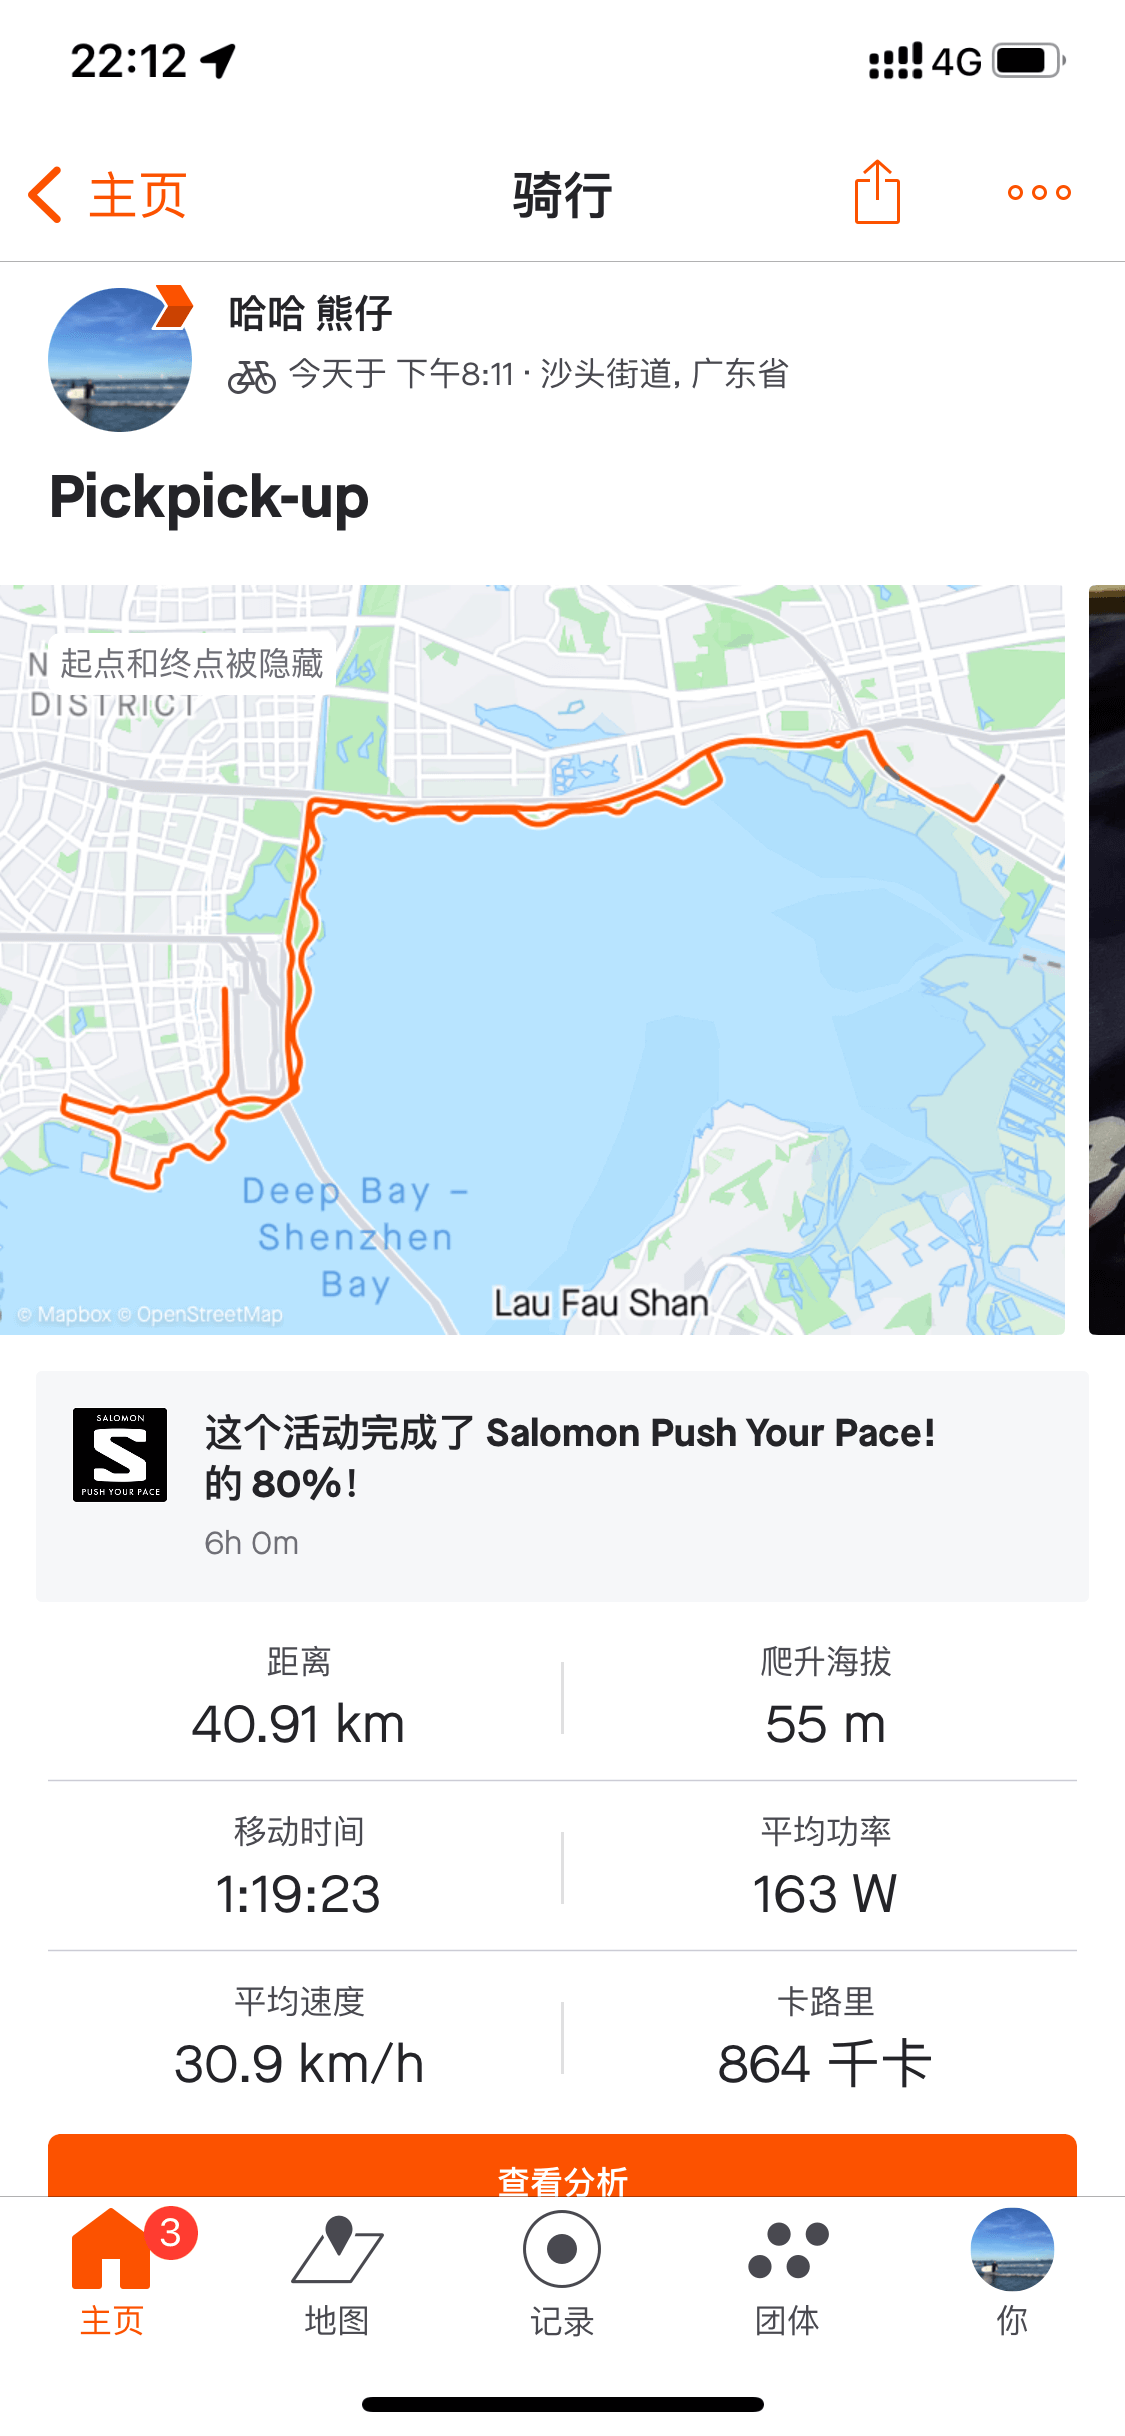 22:12
4G
主页
骑行
哈哈 熊仔
今天于 下午8:11 · 沙头街道, 广东省
Pickpick-up
N
起点和终点被隐藏
DISTRICT
Deep Bay –
Shenzhen
Bay
Lau Fau Shan
© Mapbox © OpenStreetMap
SALOMON
S
PUSH YOUR PACE
这个活动完成了 Salomon Push Your Pace!
的 80%!
6h 0m
距离
爬升海拔
40.91 km
55 m
移动时间
平均功率
1:19:23
163 W
平均速度
卡路里
30.9 km/h
864 千卡
查看分析
3
主页
地图
记录
团体
你